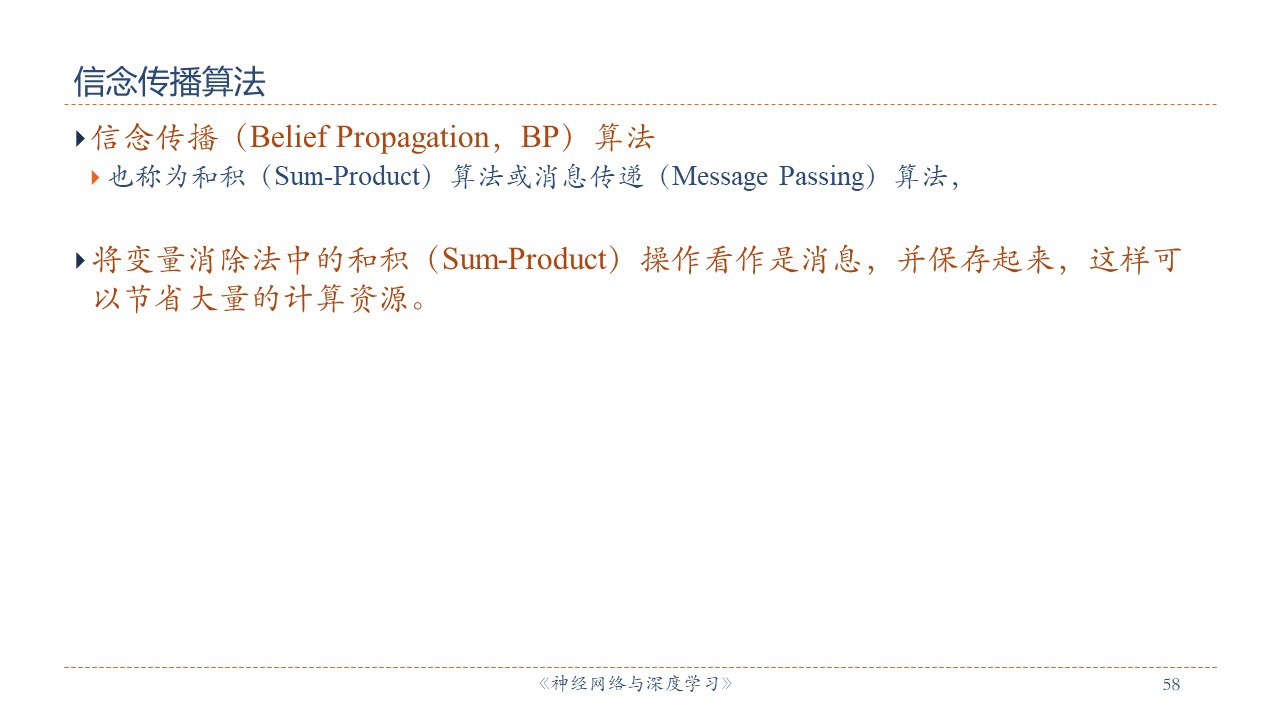 信念传播算法
信念传播（Belief Propagation，BP）算法
也称为和积（Sum-Product）算法或消息传递（Message Passing）算法，
将变量消除法中的和积（Sum-Product）操作看作是消息，并保存起来，这样可
以节省大量的计算资源。
《神经网络与深度学习》
58